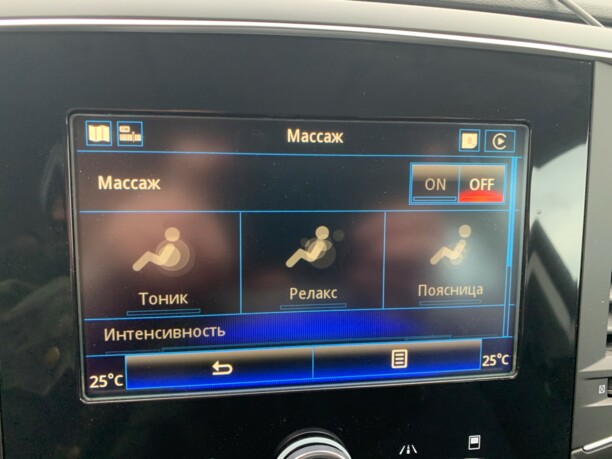 Массаж
Массаж
ON OFF
Тоник Релакс Поясница
Интенсивность
25°C 25°C